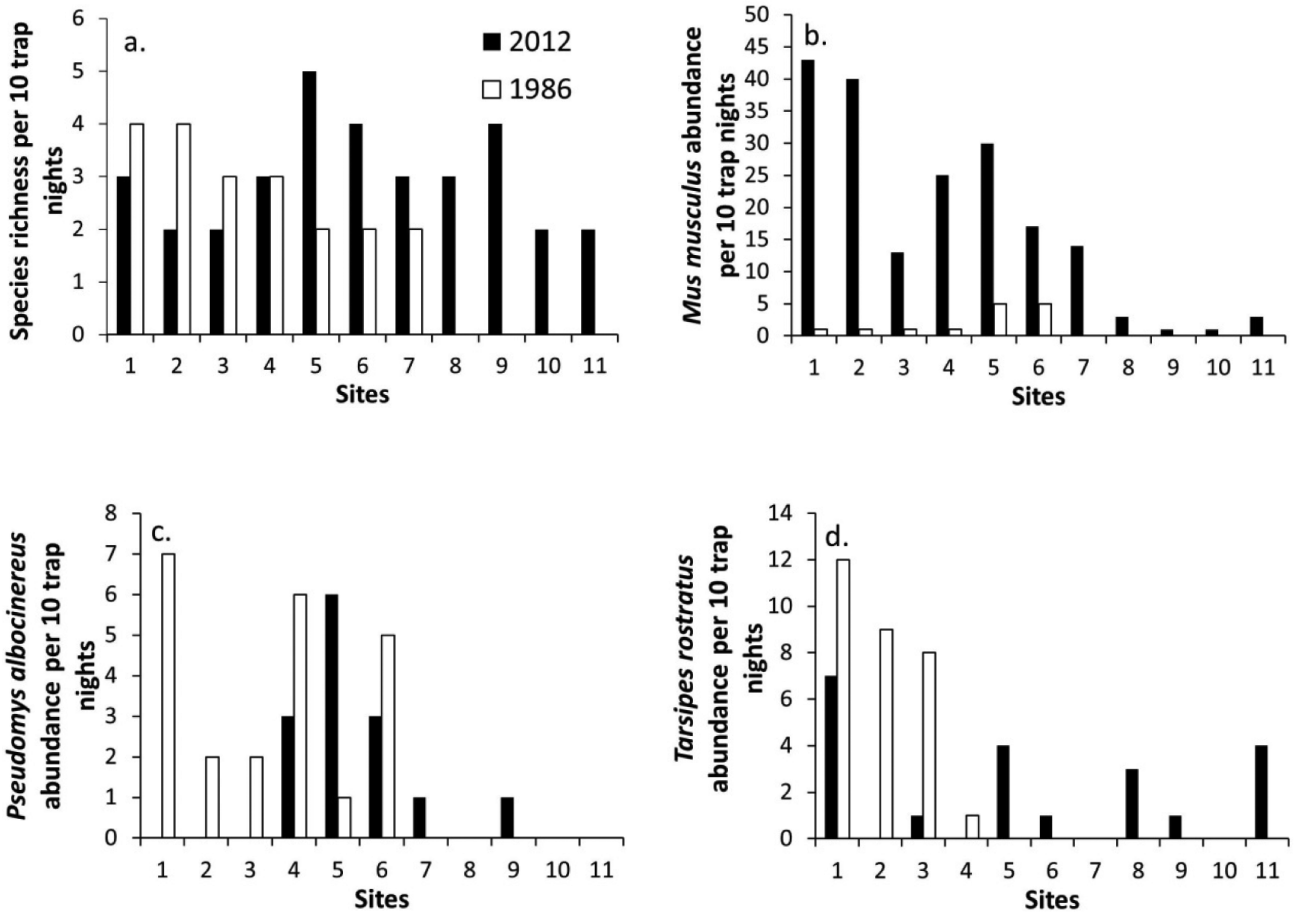 Species richness per 10 trap
nights
6
5
4
3
2
1
0
a.
2012
1986
1 2 3 4 5 6 7 8 9 10 11
Sites
Mus musculus abundance
per 10 trap nights
50
45
40
35
30
25
20
15
10
5
0
b.
1 2 3 4 5 6 7 8 9 10 11
Sites
Pseudomys albocinereus
abundance per 10 trap
nights
8
7
6
5
4
3
2
1
0
c.
1 2 3 4 5 6 7 8 9 10 11
Sites
Tarsipes rostratus
abundance per 10 trap
nights
14
12
10
8
6
4
2
0
d.
1 2 3 4 5 6 7 8 9 10 11
Sites